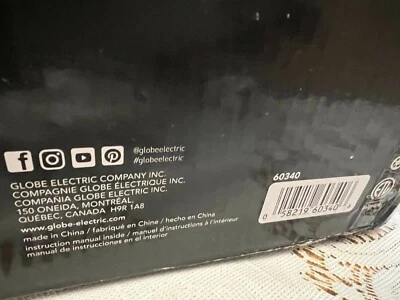 @globeelectric
#globeelectric
GLOBE ELECTRIC COMPANY INC.
COMPAGNIE GLOBE ÉLECTRIQUE INC.
COMPANIA GLOBE ELECTRIC INC.
150 ONEIDA, MONTRÉAL,
QUÉBEC, CANADA H9R 1A8
www.globe-electric.com
made in China / fabriqué en China / hecho en China
instruction manual inside / manuel d'instructions à l'intérieur
manual de instrucciones en el interior
60340
0 58219 60340